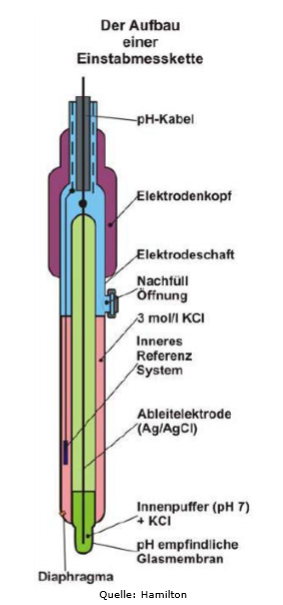 Der Aufbau
einer
Einstabmesskette
pH-Kabel
Elektrodenkopf
Elektrodeschaft
Nachfüll
Öffnung
3 mol/l KCl
Inneres
Referenz
System
Ableitelektrode
(Ag/AgCl)
Innenpuffer (pH 7)
+ KCl
pH empfindliche
Glasmembran
Diaphragma
Quelle: Hamilton